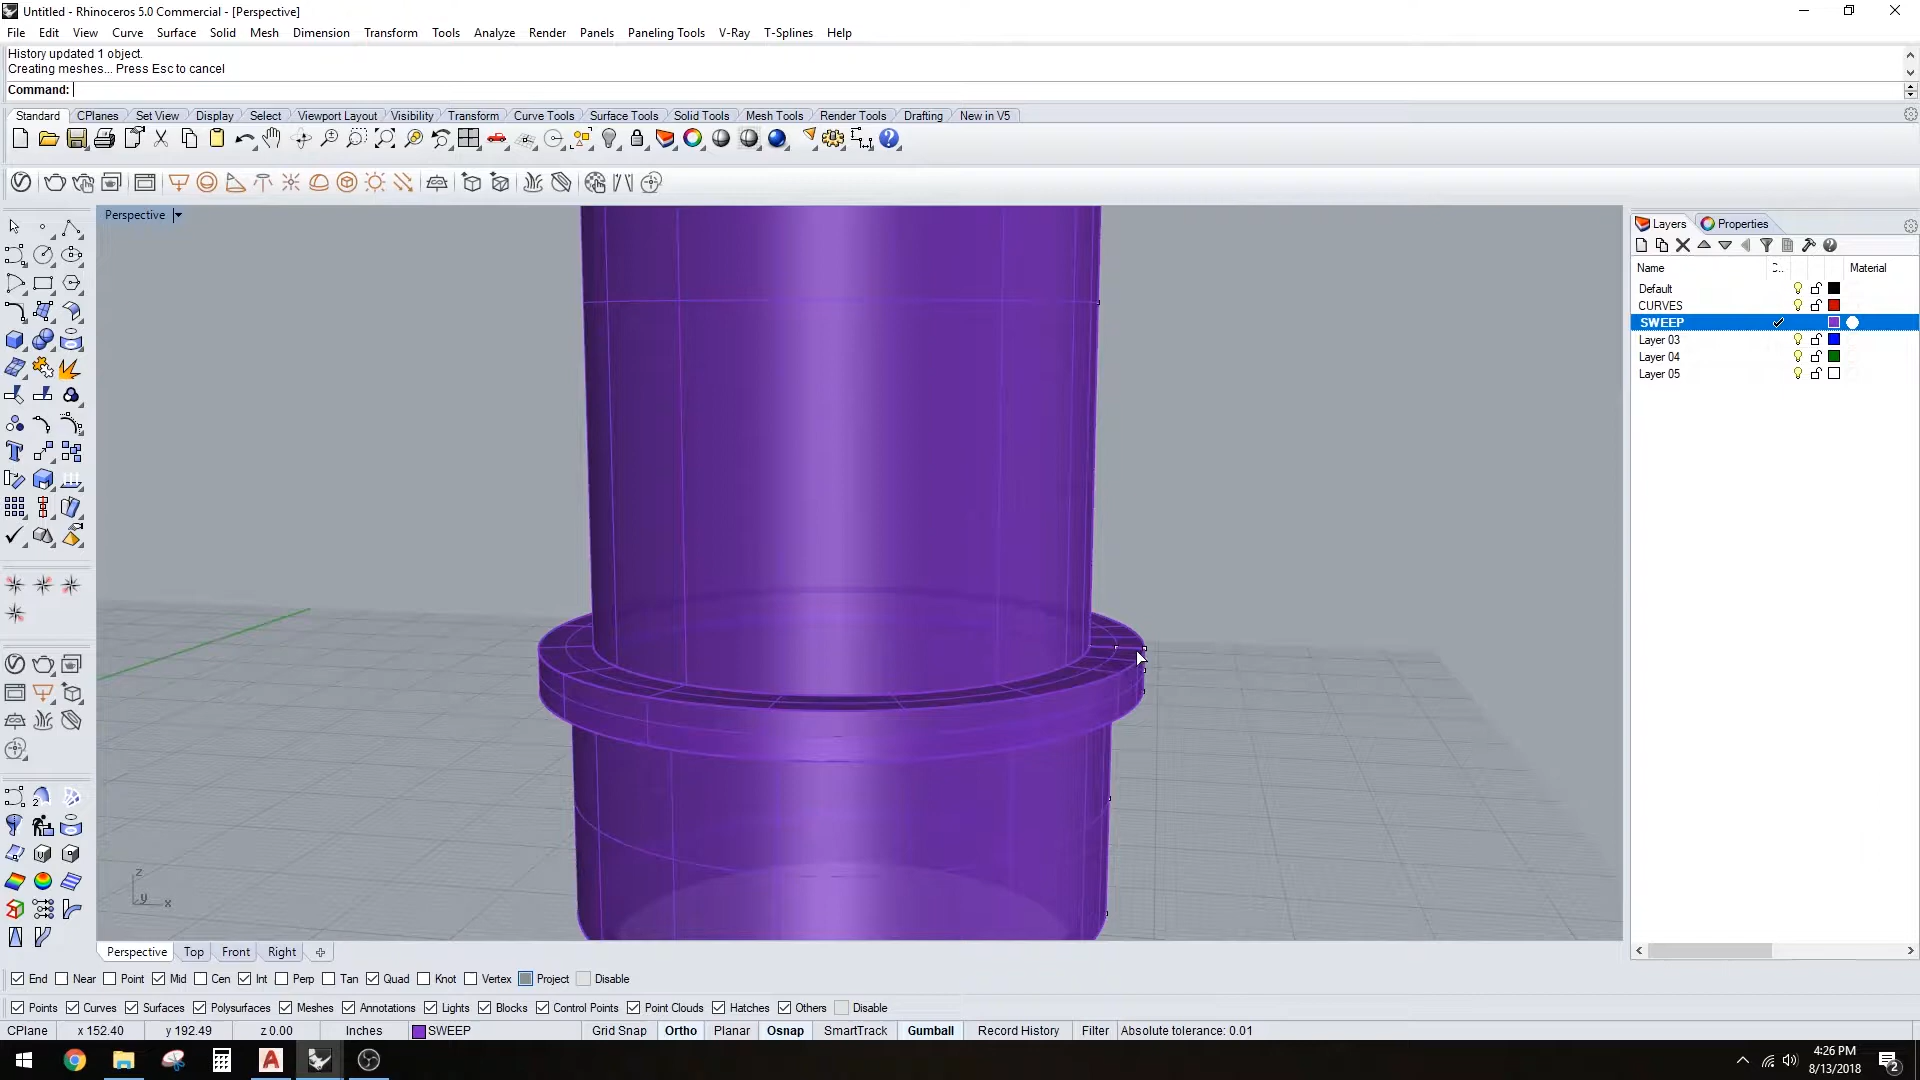 Untitled - Rhinoceros 5.0 Commercial - [Perspective]
File Edit View Curve Surface Solid Mesh Dimension Transform Tools Analyze Render Panels Paneling Tools V-Ray T-Splines Help
History updated 1 object.
Creating meshes... Press Esc to cancel
Command:
Standard CPlanes Set View Display Select Viewport Layout Visibility Transform Curve Tools Surface Tools Solid Tools Mesh Tools Render Tools Drafting New in V5
Perspective
Layers Properties
Name C... Material
Default
CURVES
SWEEP
Layer 03
Layer 04
Layer 05
z
y x
Perspective Top Front Right
End Near Point Mid Cen Int Perp Tan Quad Knot Vertex Project Disable
Points Curves Surfaces Polysurfaces Meshes Annotations Lights Blocks Control Points Point Clouds Hatches Others Disable
CPlane x 152.40 y 192.49 z 0.00 Inches SWEEP Grid Snap Ortho Planar Osnap SmartTrack Gumball Record History Filter Absolute tolerance: 0.01
4:26 PM
8/13/2018
2